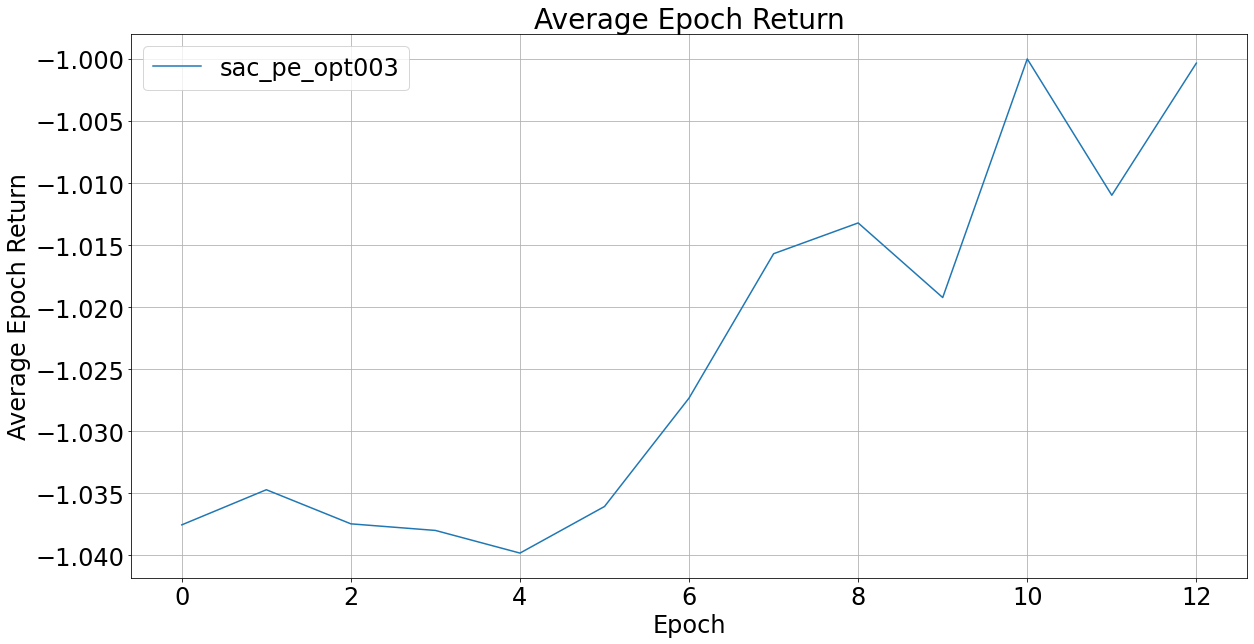 Average Epoch Return
sac_pe_opt003
−1.000
−1.005
−1.010
−1.015
−1.020
−1.025
−1.030
−1.035
−1.040
Average Epoch Return
0 2 4 6 8 10 12
Epoch